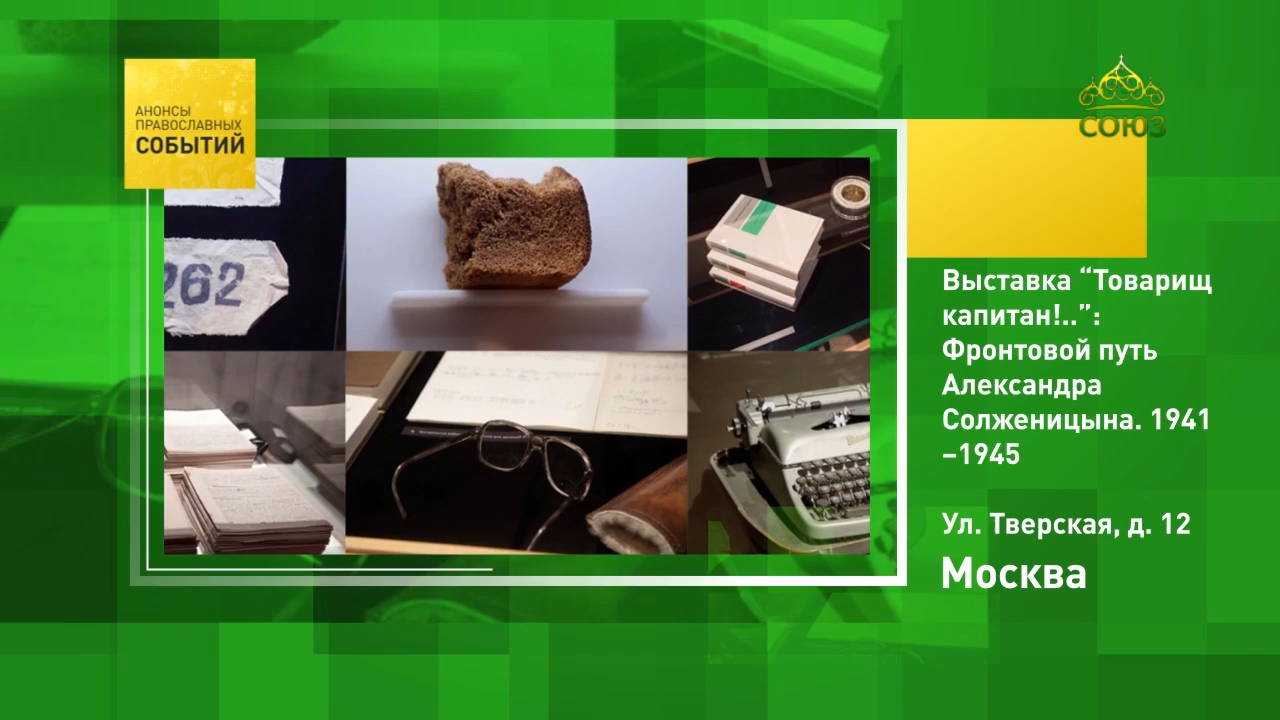 АНОНСЫ
ПРАВОСЛАВНЫХ
СОБЫТИЙ
СОЮЗ
262
Выставка “Товарищ
капитан!..”:
Фронтовой путь
Александра
Солженицына. 1941
–1945
Ул. Тверская, д. 12
Москва